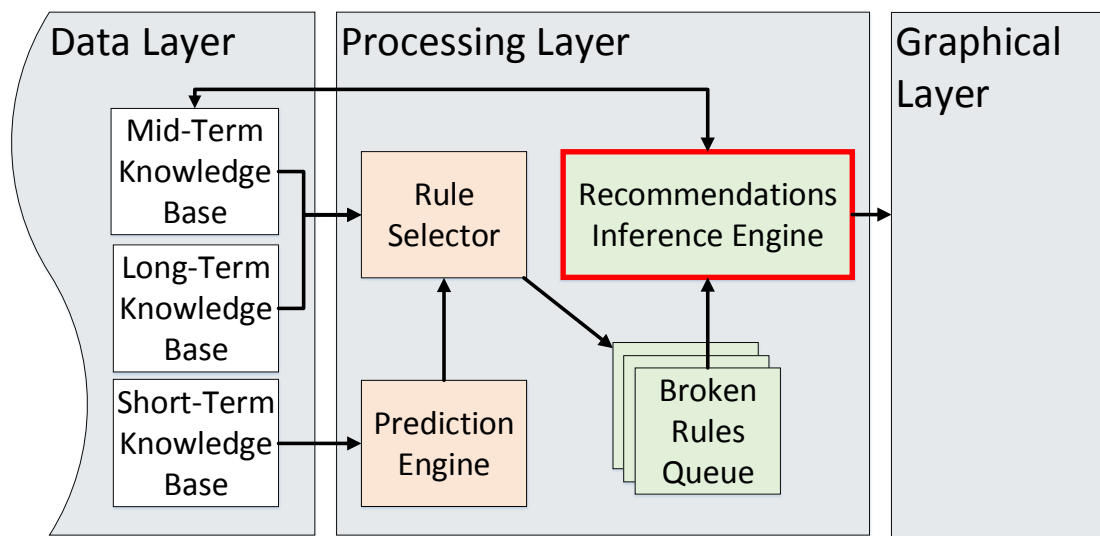 Data Layer
Processing Layer
Graphical
Layer
Mid-Term
Knowledge
Base
Long-Term
Knowledge
Base
Short-Term
Knowledge
Base
Rule
Selector
Prediction
Engine
Recommendations
Inference Engine
Broken
Rules
Queue